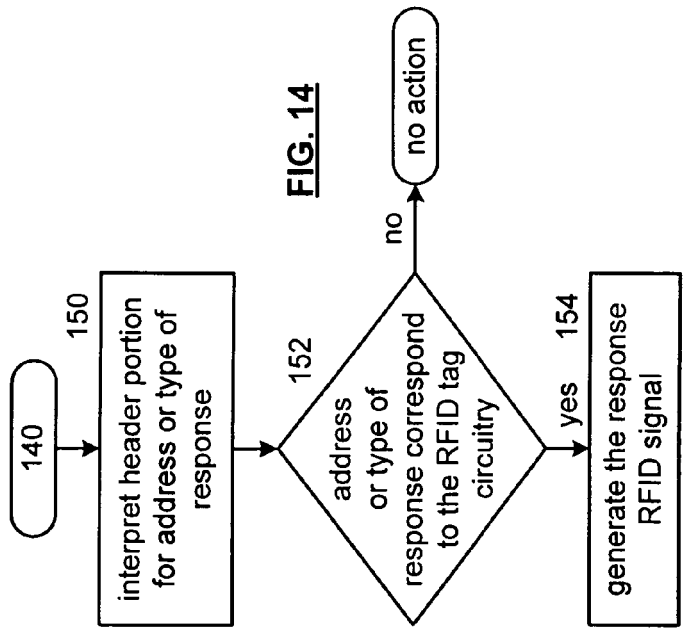 140
150
interpret header portion
for address or type of
response
152
address
or type of
response correspond
to the RFID tag
circuitry
no
no action
yes
154
generate the response
RFID signal
FIG. 14